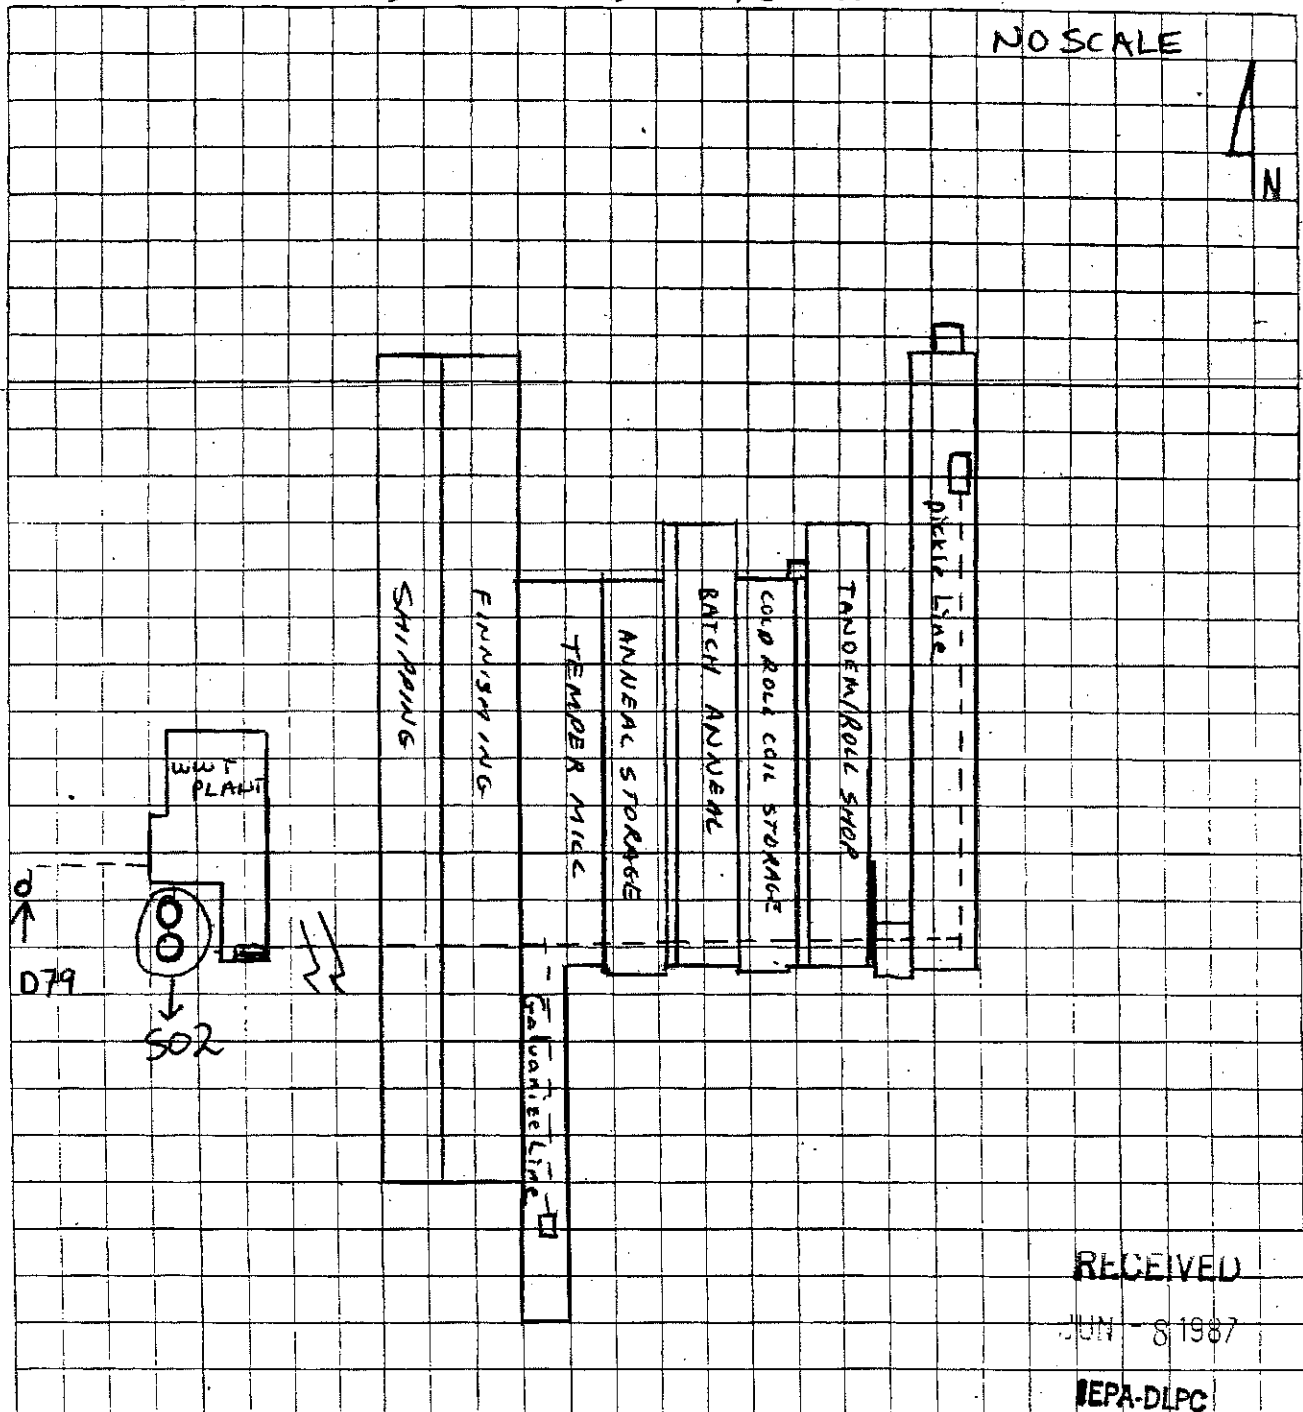 NO SCALE
N
pickle Line
TANDEM/ROLL SHOP
COLD ROLL COIL STORAGE
BATCH ANNEAL
ANNEAL STORAGE
TEMPER MILL
FINNISHING
SHIPPING
WWT
PLANT
D79
S02
Galvanize Line
RECEIVED
JUN - 8 1987
IEPA-DLPC